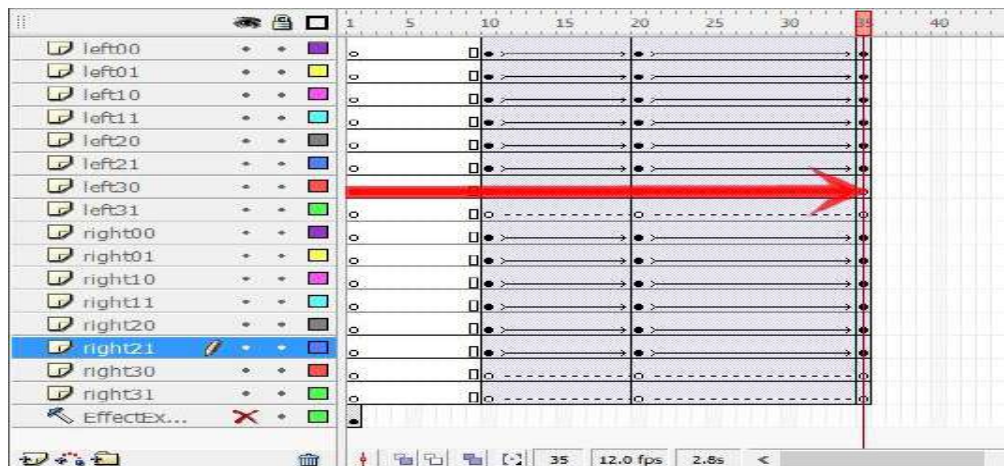 1 5 10 15 20 25 30 35 40
left00
left01
left10
left11
left20
left21
left30
left31
right00
right01
right10
right11
right20
right21
right30
right31
EffectEx...
35 12.0 fps 2.8s